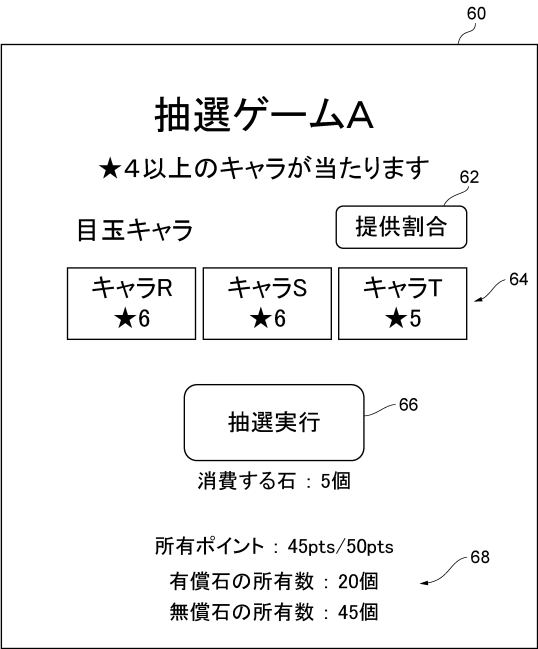 60
抽選ゲームA
★4以上のキャラが当たります
62
目玉キャラ
提供割合
キャラR キャラS キャラT
★6 ★6 ★5
64
抽選実行
66
消費する石：5個
所有ポイント：45pts/50pts
有償石の所有数：20個
無償石の所有数：45個
68